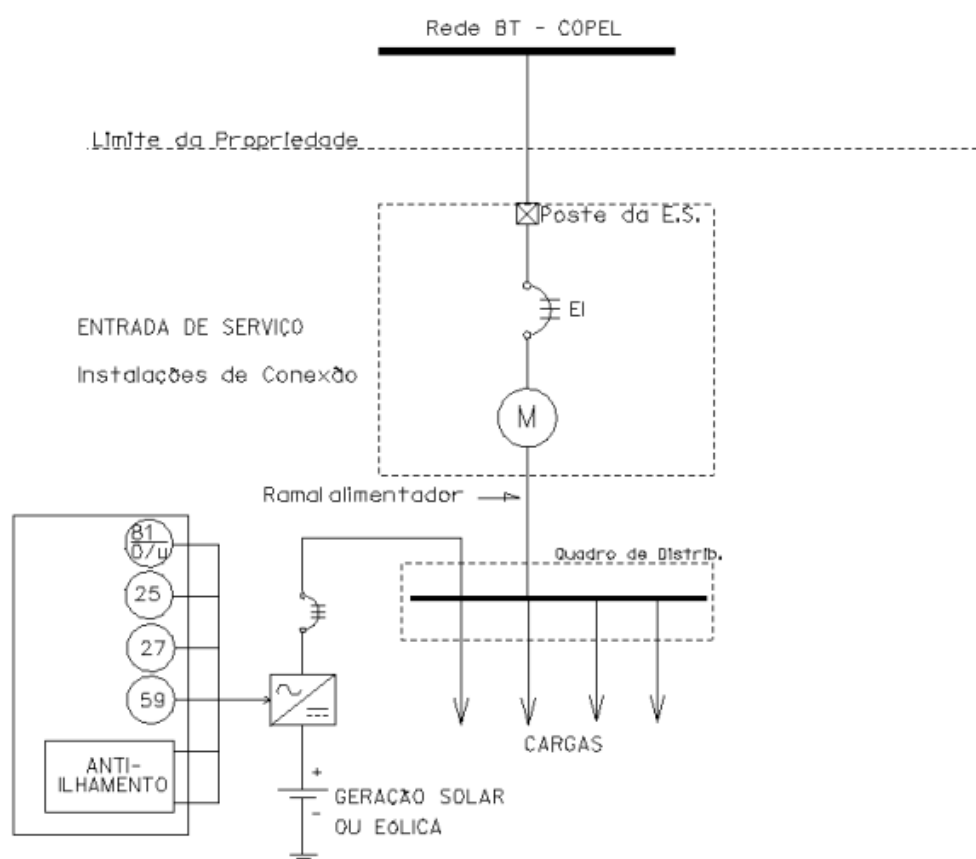 Rede BT - COPEL
Limite da Propriedade
Poste da E.S.
EI
ENTRADA DE SERVIÇO
Instalações de Conexão
M
Ramal alimentador
Quadro de Distrib.
81
O/u
25
27
59
ANTI-
ILHAMENTO
CARGAS
+
GERAÇÃO SOLAR
-
OU EÓLICA